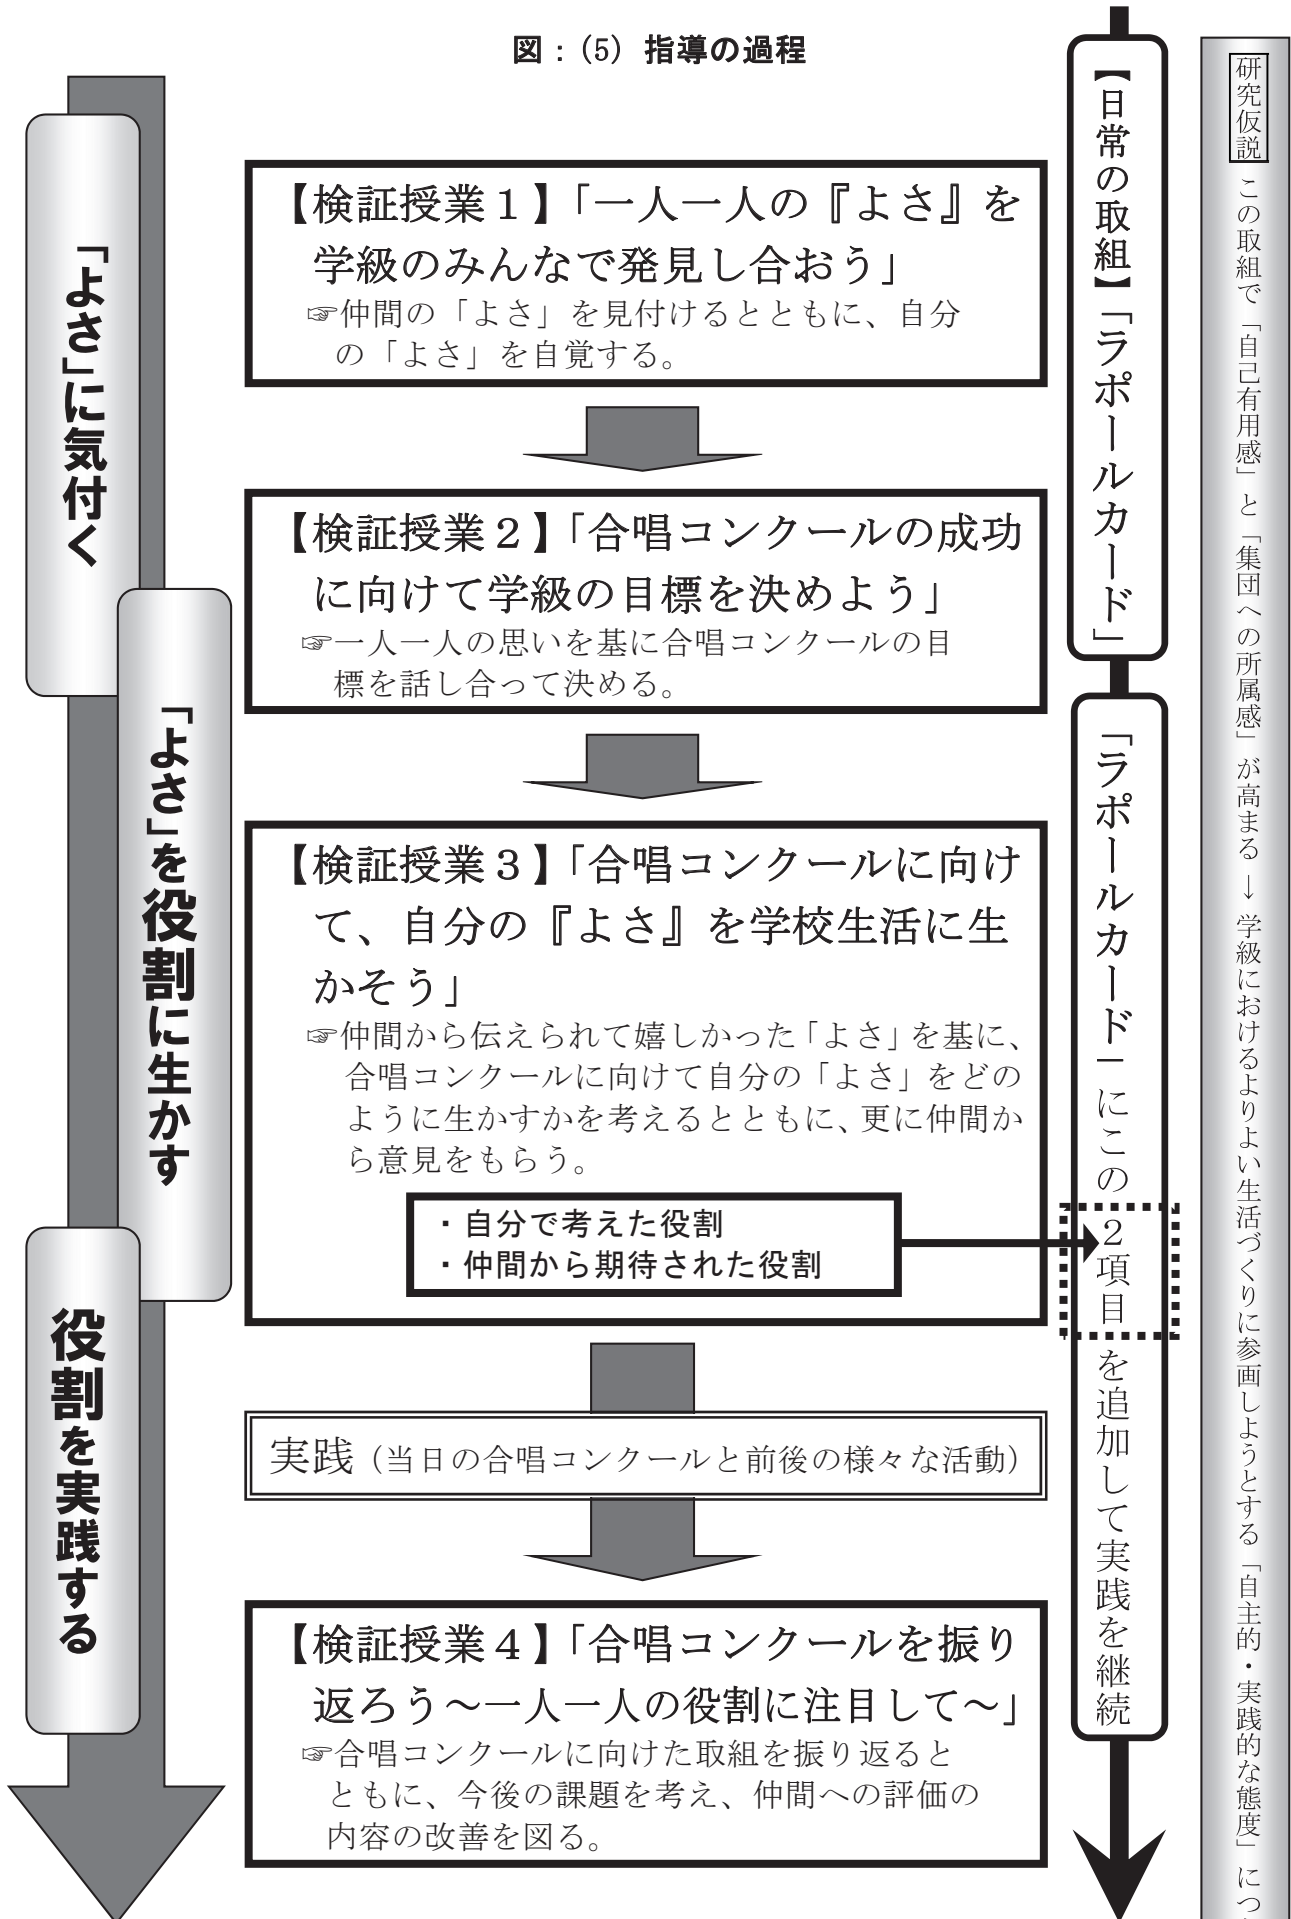 図：(5) 指導の過程
「よさ」に気付く
「よさ」を役割に生かす
役割を実践する
【検証授業１】「一人一人の『よさ』を
学級のみんなで発見し合おう」
☞仲間の「よさ」を見付けるとともに、自分
の「よさ」を自覚する。
【検証授業２】「合唱コンクールの成功
に向けて学級の目標を決めよう」
☞一人一人の思いを基に合唱コンクールの目
標を話し合って決める。
【検証授業３】「合唱コンクールに向け
て、自分の『よさ』を学校生活に生
かそう」
☞仲間から伝えられて嬉しかった「よさ」を基に、
合唱コンクールに向けて自分の「よさ」をどの
ように生かすかを考えるとともに、更に仲間か
ら意見をもらう。
・自分で考えた役割
・仲間から期待された役割
実践（当日の合唱コンクールと前後の様々な活動）
【検証授業４】「合唱コンクールを振り
返ろう～一人一人の役割に注目して～」
☞合唱コンクールに向けた取組を振り返ると
ともに、今後の課題を考え、仲間への評価の
内容の改善を図る。
【日常の取組】「ラポールカード」
「ラポールカード」にこの２項目を追加して実践を継続
研究仮説 この取組で「自己有用感」と「集団への所属感」が高まる → 学級におけるよりよい生活づくりに参画しようとする「自主的・実践的な態度」につ